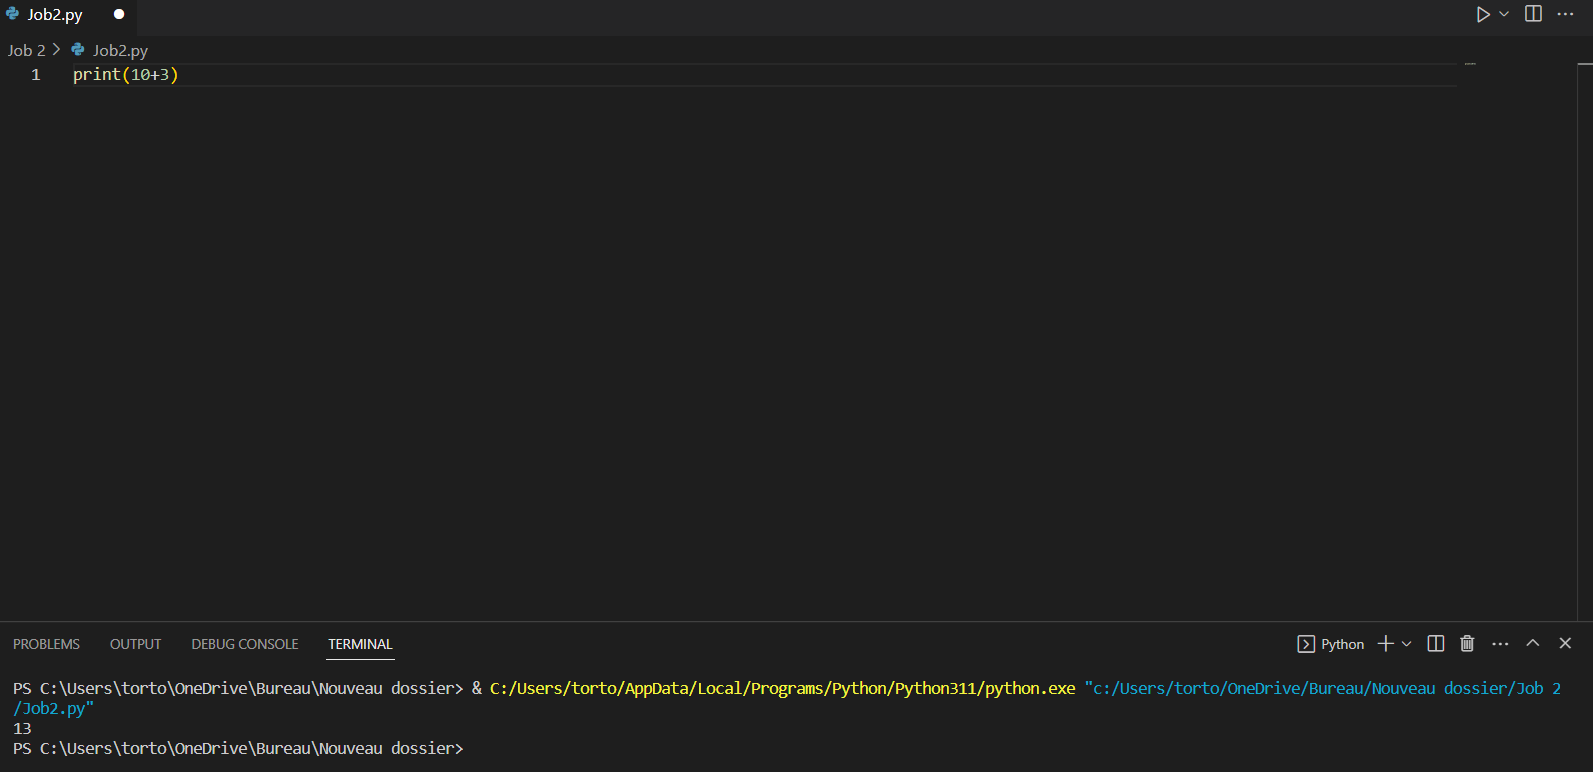 Job2.py
Job 2 > Job2.py
1 print(10+3)
PROBLEMS OUTPUT DEBUG CONSOLE TERMINAL Python
PS C:\Users\torto\OneDrive\Bureau\Nouveau dossier> & C:/Users/torto/AppData/Local/Programs/Python/Python311/python.exe "c:/Users/torto/OneDrive/Bureau/Nouveau dossier/Job 2
/Job2.py"
13
PS C:\Users\torto\OneDrive\Bureau\Nouveau dossier>